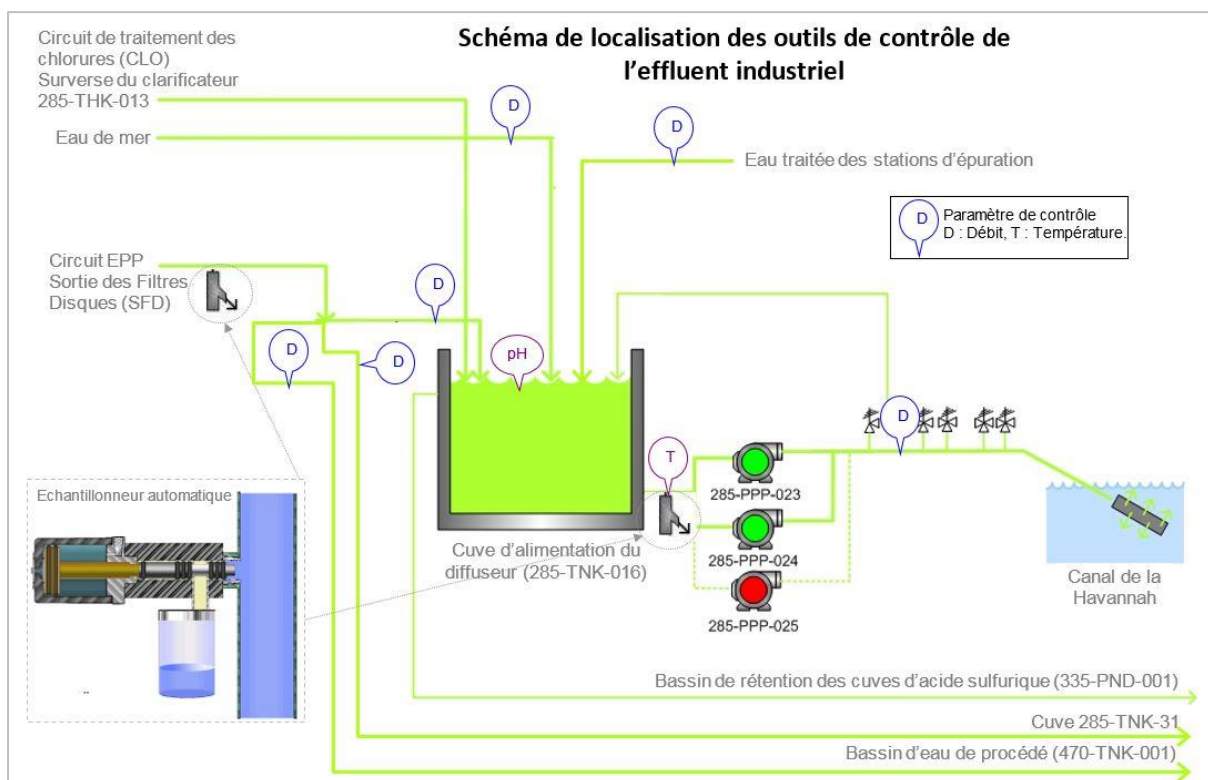 Schéma de localisation des outils de contrôle de
l'effluent industriel
Circuit de traitement des
chlorures (CLO)
Surverse du clarificateur
285-THK-013
D
D
Eau de mer
Eau traitée des stations d'épuration
D
Paramètre de contrôle
D : Débit, T : Température.
Circuit EPP
Sortie des Filtres
Disques (SFD)
D
D
D
pH
D
T
285-PPP-023
Echantillonneur automatique
285-PPP-024
Cuve d'alimentation du
diffuseur (285-TNK-016)
285-PPP-025
Canal de la
Havannah
Bassin de rétention des cuves d'acide sulfurique (335-PND-001)
Cuve 285-TNK-31
Bassin d'eau de procédé (470-TNK-001)